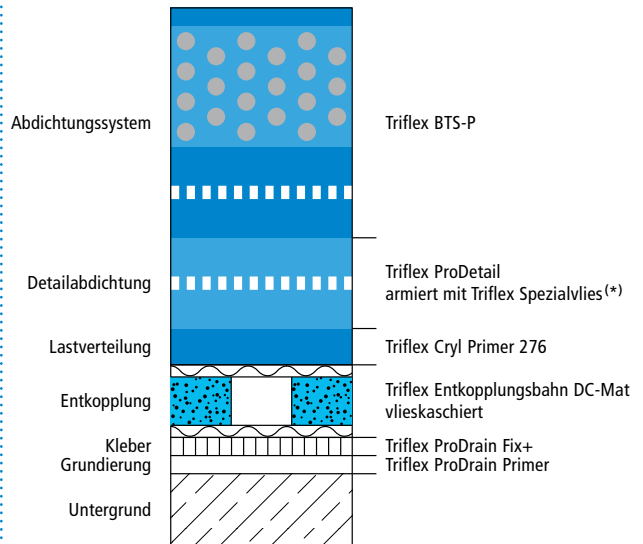 Abdichtungssystem
Triflex BTS-P
Detailabdichtung
Triflex ProDetail
armiert mit Triflex Spezialvlies(*)
Lastverteilung
Triflex Cryl Primer 276
Entkopplung
Triflex Entkopplungsbahn DC-Mat
vlieskaschiert
Kleber
Triflex ProDrain Fix+
Grundierung
Triflex ProDrain Primer
Untergrund